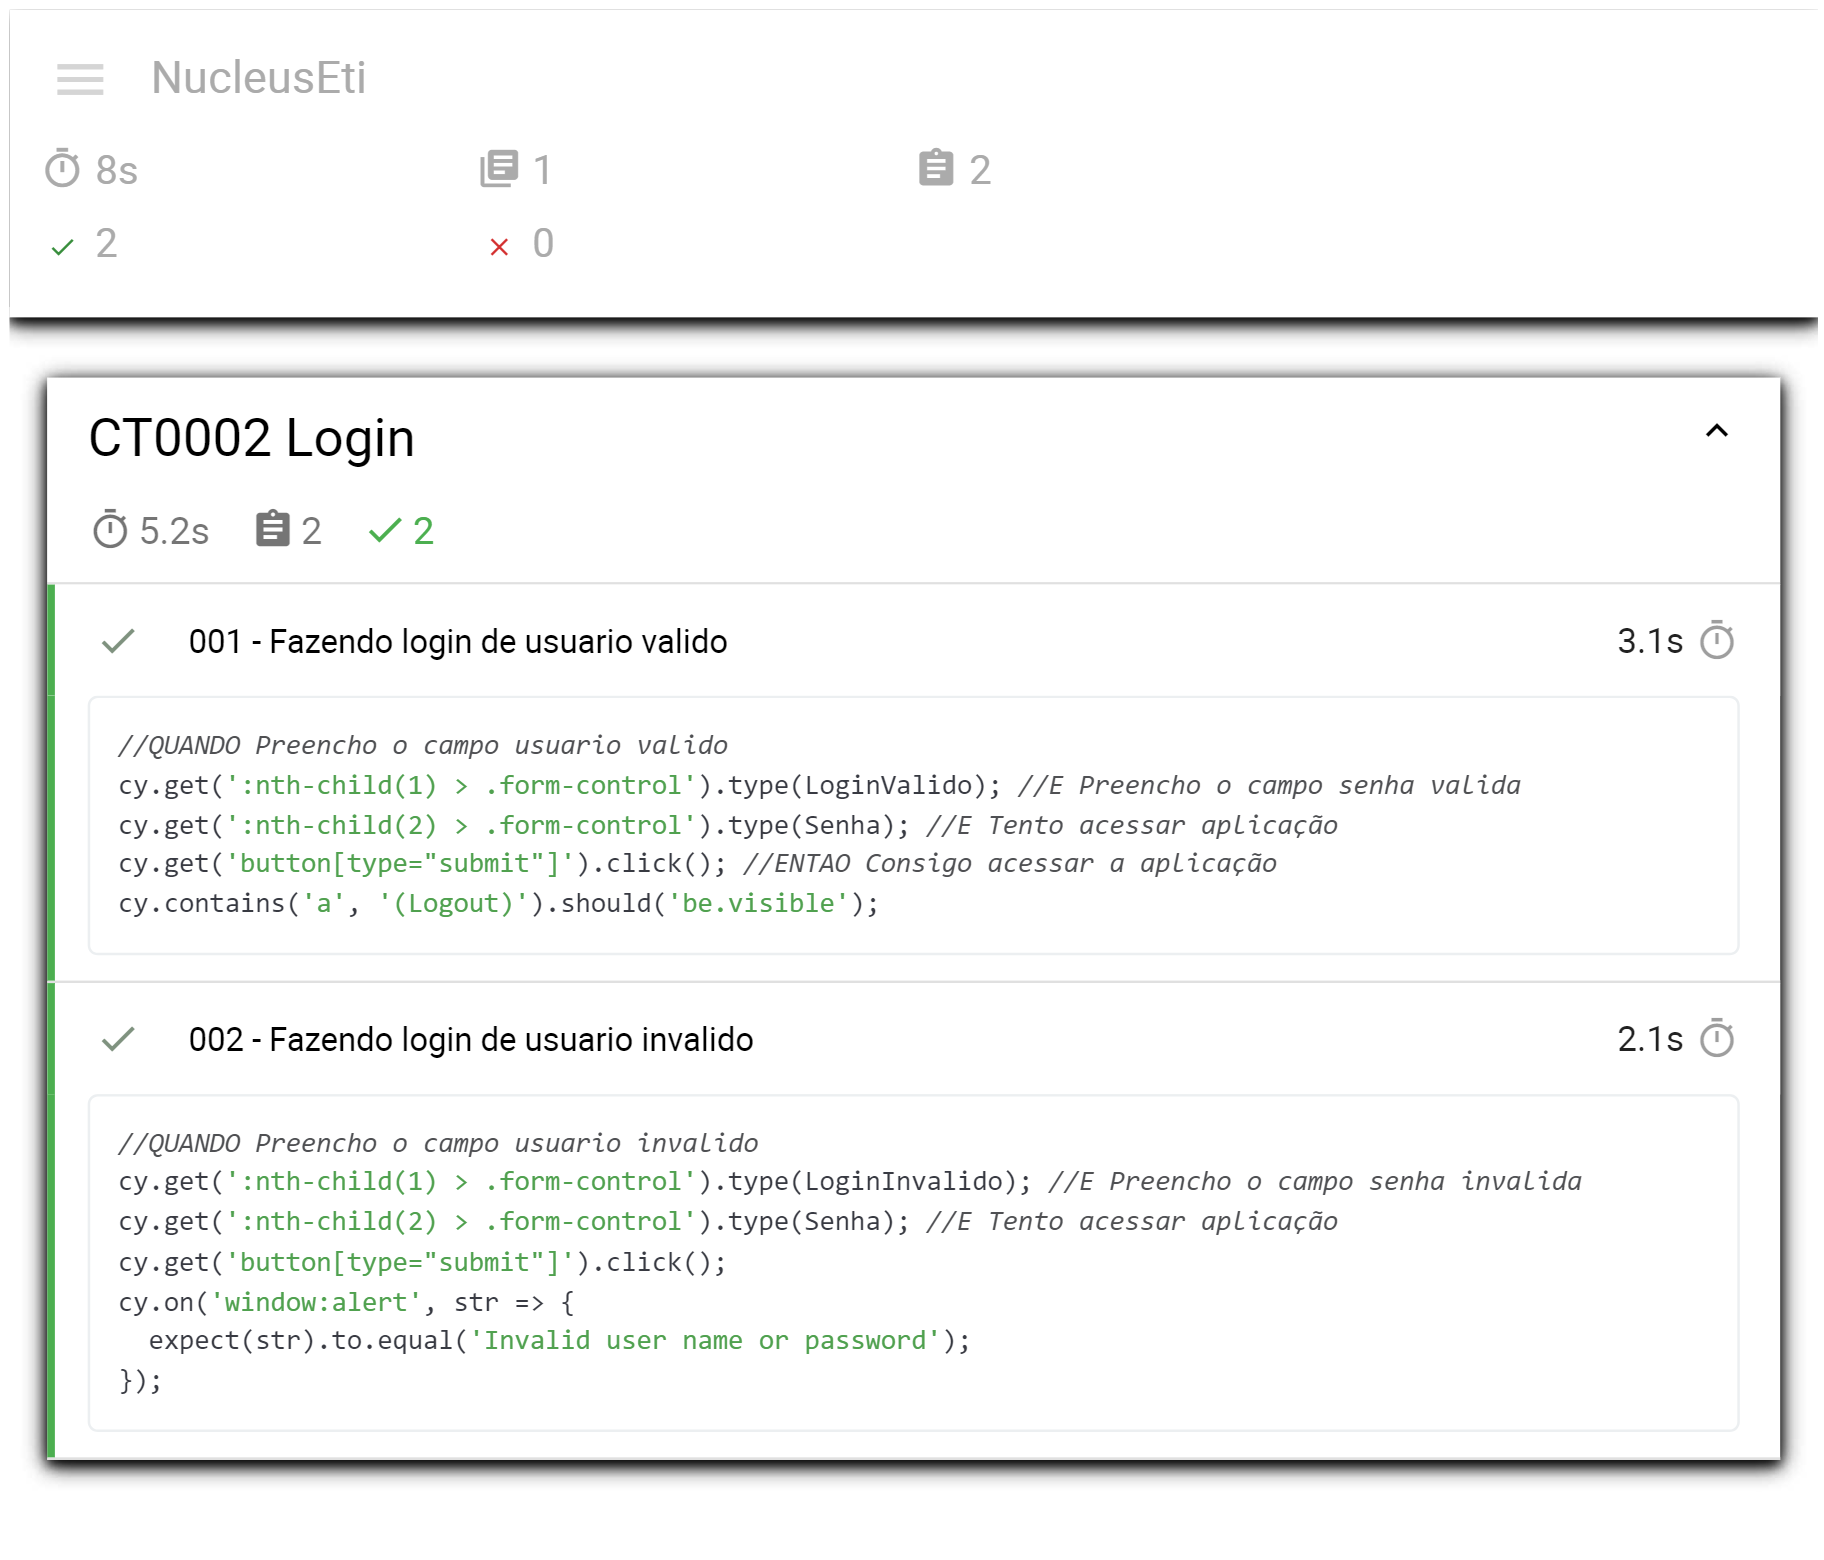 NucleusEti
8s 1 2
2 0
CT0002 Login
5.2s 2 2
001 - Fazendo login de usuario valido 3.1s
//QUANDO Preencho o campo usuario valido
cy.get(':nth-child(1) > .form-control').type(LoginValido); //E Preencho o campo senha valida
cy.get(':nth-child(2) > .form-control').type(Senha); //E Tento acessar aplicação
cy.get('button[type="submit"]').click(); //ENTAO Consigo acessar a aplicação
cy.contains('a', '(Logout)').should('be.visible');
002 - Fazendo login de usuario invalido 2.1s
//QUANDO Preencho o campo usuario invalido
cy.get(':nth-child(1) > .form-control').type(LoginInvalido); //E Preencho o campo senha invalida
cy.get(':nth-child(2) > .form-control').type(Senha); //E Tento acessar aplicação
cy.get('button[type="submit"]').click();
cy.on('window:alert', str => {
  expect(str).to.equal('Invalid user name or password');
});